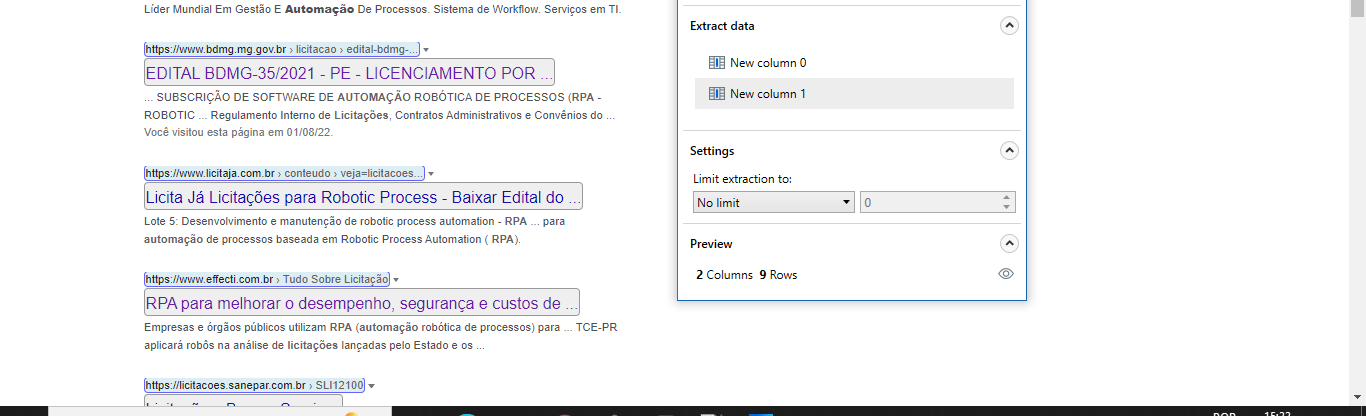 Líder Mundial Em Gestão E Automação De Processos. Sistema de Workflow. Serviços em TI.
https://www.bdmg.mg.gov.br › licitacao › edital-bdmg-...
EDITAL BDMG-35/2021 - PE - LICENCIAMENTO POR ...
... SUBSCRIÇÃO DE SOFTWARE DE AUTOMAÇÃO ROBÓTICA DE PROCESSOS (RPA -
ROBOTIC ... Regulamento Interno de Licitações, Contratos Administrativos e Convênios do ...
Você visitou esta página em 01/08/22.
https://www.licitaja.com.br › conteudo › veja=licitacoes...
Licita Já Licitações para Robotic Process - Baixar Edital do ...
Lote 5: Desenvolvimento e manutenção de robotic process automation - RPA ... para
automação de processos baseada em Robotic Process Automation ( RPA).
https://www.effecti.com.br › Tudo Sobre Licitação
RPA para melhorar o desempenho, segurança e custos de ...
Empresas e órgãos públicos utilizam RPA (automação robótica de processos) para ... TCE-PR
aplicará robôs na análise de licitações lançadas pelo Estado e os ...
https://licitacoes.sanepar.com.br › SLI12100
Extract data
New column 0
New column 1
Settings
Limit extraction to:
No limit
0
Preview
2 Columns 9 Rows